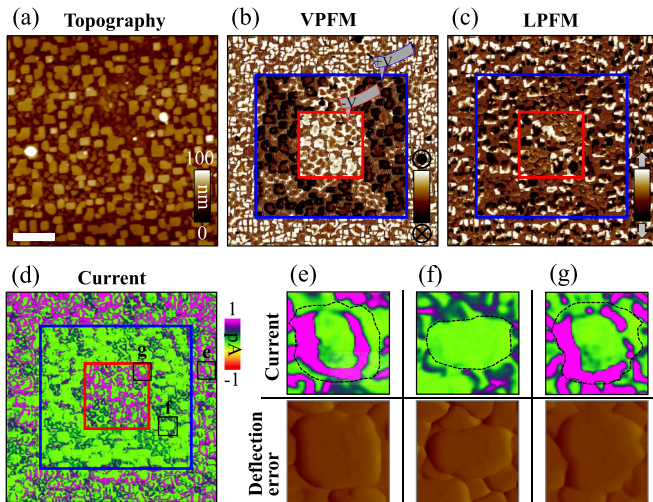 (a) Topography
(b) VPFM
(c) LPFM
100
nm
0
+V
-V
(d) Current
1
pA
-1
g
e
f
(e)
(f)
(g)
Current
Deflection
error